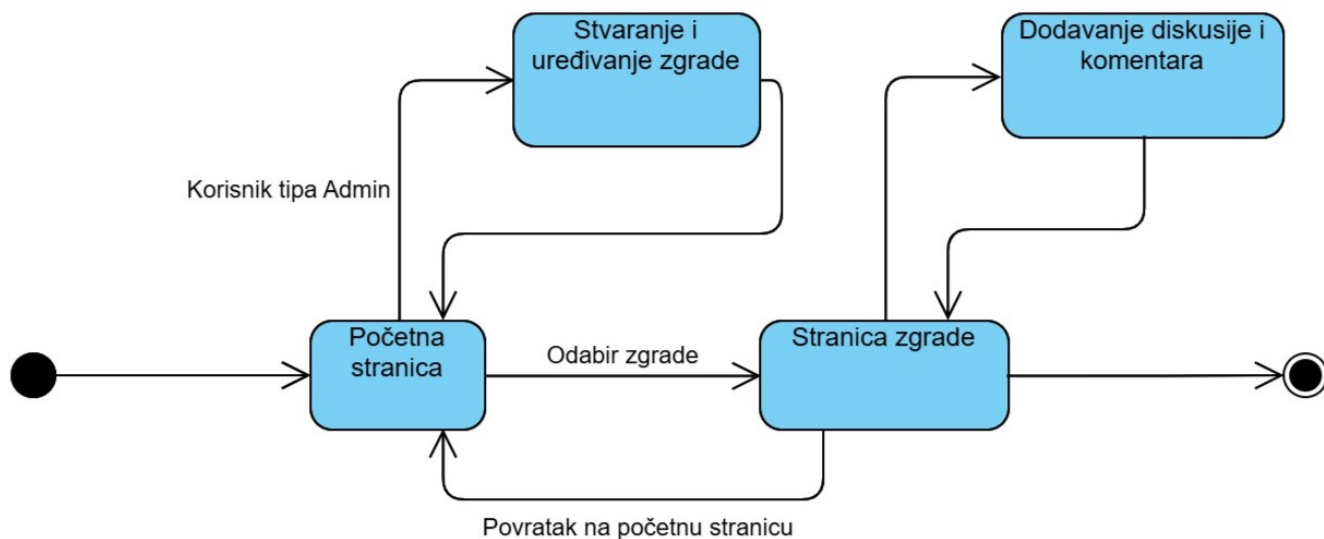 Stvaranje i
uređivanje zgrade
Dodavanje diskusije i
komentara
Korisnik tipa Admin
Početna
stranica
Odabir zgrade
Stranica zgrade
Povratak na početnu stranicu